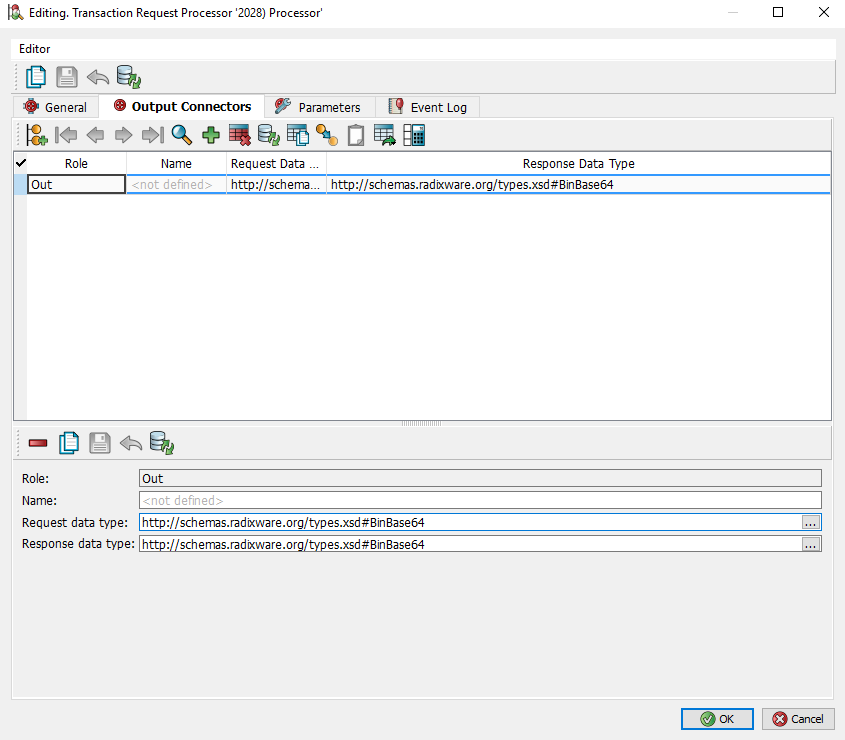 Editing. Transaction Request Processor '2028) Processor'
Editor
General Output Connectors Parameters Event Log
Role Name Request Data ... Response Data Type
Out <not defined> http://schema... http://schemas.radixware.org/types.xsd#BinBase64
Role: Out
Name: <not defined>
Request data type: http://schemas.radixware.org/types.xsd#BinBase64 ...
Response data type: http://schemas.radixware.org/types.xsd#BinBase64 ...
OK Cancel